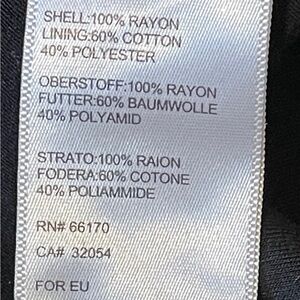 SHELL:100% RAYON
LINING:60% COTTON
40% POLYESTER
OBERSTOFF:100% RAYON
FUTTER:60% BAUMWOLLE
40% POLYAMID
STRATO:100% RAION
FODERA:60% COTONE
40% POLIAMMIDE
RN# 66170
CA# 32054
FOR EU